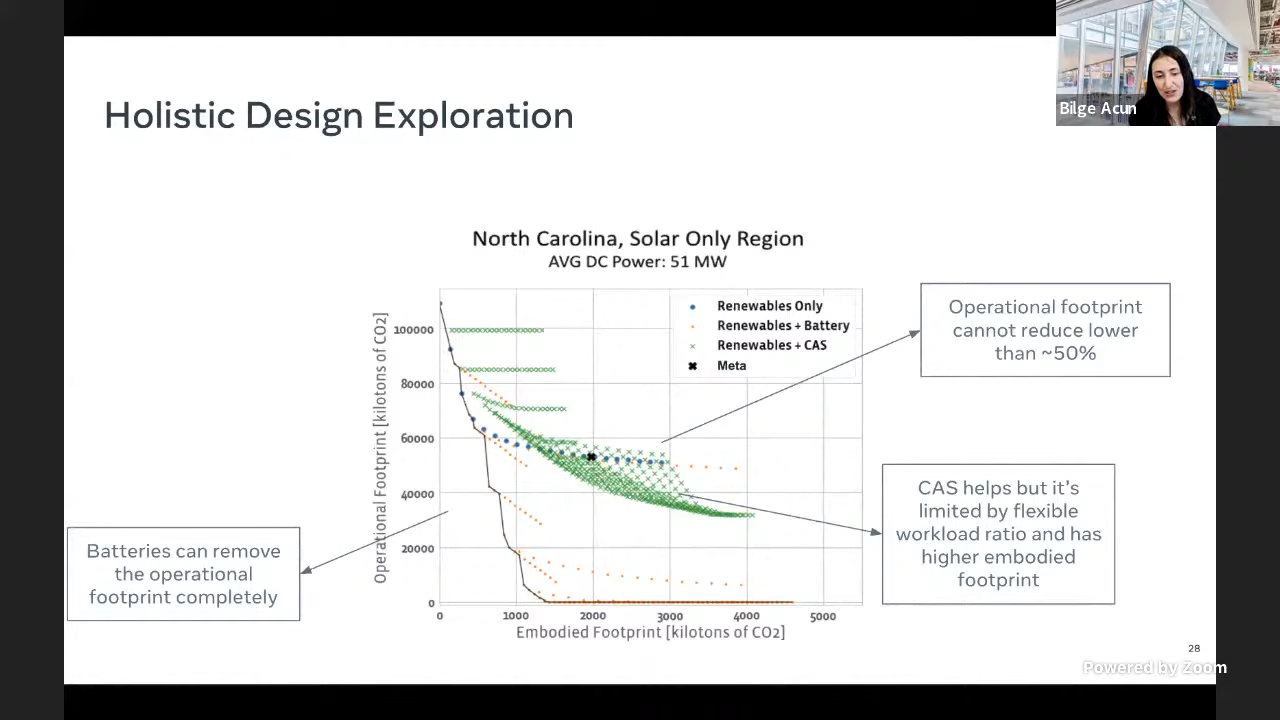 Bilge Acun
Holistic Design Exploration
North Carolina, Solar Only Region
AVG DC Power: 51 MW
Renewables Only
Renewables + Battery
Renewables + CAS
Meta
Operational Footprint [kilotons of CO2]
100000
80000
60000
40000
20000
0
0
1000
2000
3000
4000
5000
Embodied Footprint [kilotons of CO2]
Operational footprint
cannot reduce lower
than ~50%
CAS helps but it’s
limited by flexible
workload ratio and has
higher embodied
footprint
Batteries can remove
the operational
footprint completely
28
Powered by Zoom